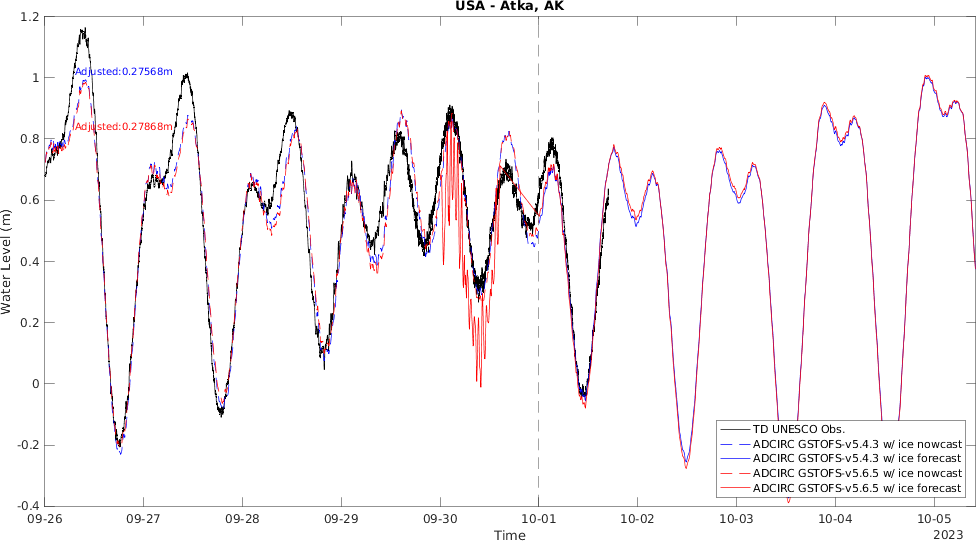 USA - Atka, AK
1.2
1
0.8
0.6
0.4
0.2
0
-0.2
-0.4
Water Level (m)
Adjusted:0.27568m
Adjusted:0.27868m
TD UNESCO Obs.
ADCIRC GSTOFS-v5.4.3 w/ ice nowcast
ADCIRC GSTOFS-v5.4.3 w/ ice forecast
ADCIRC GSTOFS-v5.6.5 w/ ice nowcast
ADCIRC GSTOFS-v5.6.5 w/ ice forecast
09-26 09-27 09-28 09-29 09-30 10-01 10-02 10-03 10-04 10-05
Time
2023